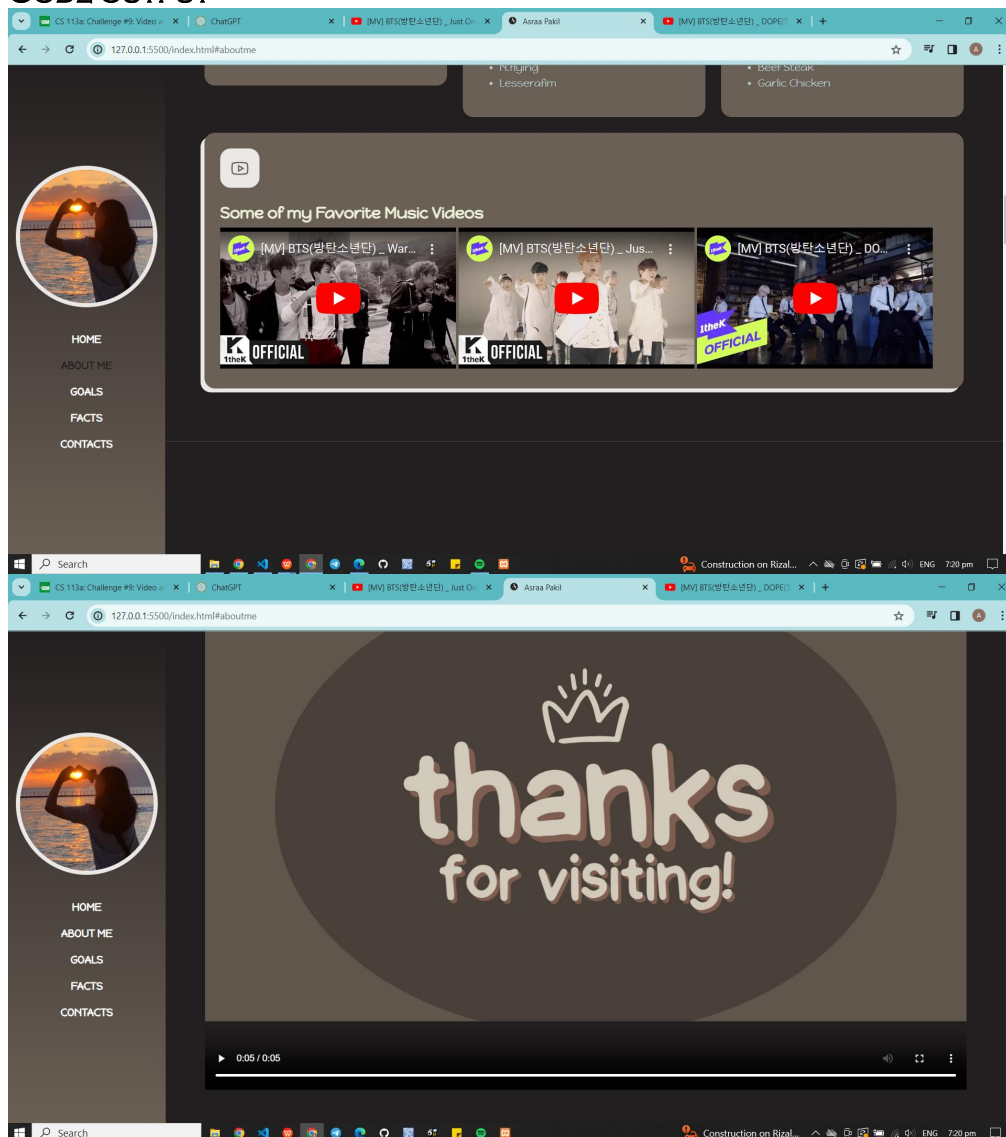 CODE OUTPUT
CS 113a: Challenge #9: Video a
ChatGPT
[MV] BTS(방탄소년단) _ Just On
Asraa Pakil
[MV] BTS(방탄소년단) _ DOPE(
127.0.0.1:5500/index.html#aboutme
A
• N.flying
• Lesserafim
• Beef Steak
• Garlic Chicken
Some of my Favorite Music Videos
[MV] BTS(방탄소년단) _ War...
[MV] BTS(방탄소년단) _ Jus...
[MV] BTS(방탄소년단) _ DO...
K 1theK OFFICIAL
K 1theK OFFICIAL
1theK OFFICIAL
HOME
ABOUT ME
GOALS
FACTS
CONTACTS
Search
Construction on Rizal...
ENG
7:20 pm
CS 113a: Challenge #9: Video a
ChatGPT
[MV] BTS(방탄소년단) _ Just On
Asraa Pakil
[MV] BTS(방탄소년단) _ DOPE(
127.0.0.1:5500/index.html#aboutme
A
thanks
for visiting!
HOME
ABOUT ME
GOALS
FACTS
CONTACTS
0:05 / 0:05
Search
Construction on Rizal...
ENG
7:20 pm